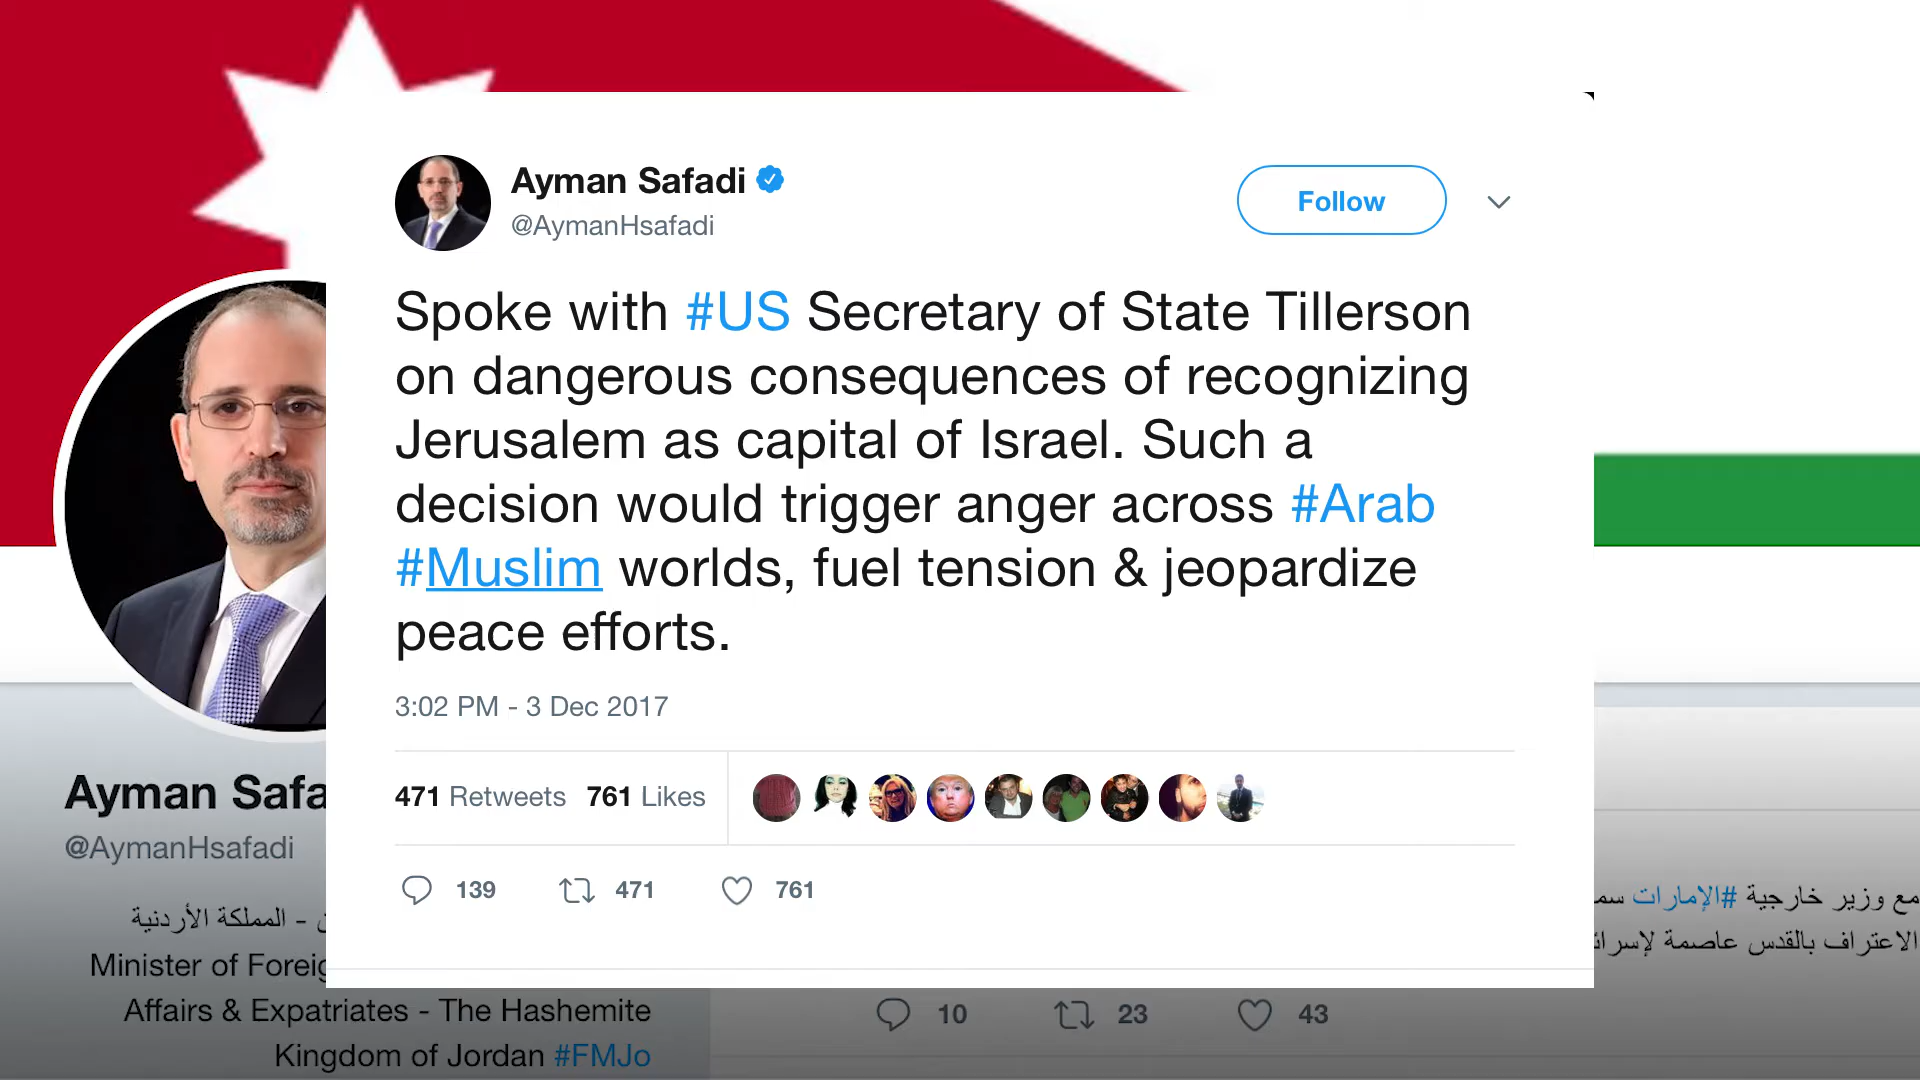 Ayman Safadi
@AymanHsafadi
Follow
Spoke with #US Secretary of State Tillerson
on dangerous consequences of recognizing
Jerusalem as capital of Israel. Such a
decision would trigger anger across #Arab
#Muslim worlds, fuel tension & jeopardize
peace efforts.
3:02 PM - 3 Dec 2017
471 Retweets 761 Likes
139 471 761
Ayman Safa
@AymanHsafadi
- المملكة الأردنية
Minister of Foreig
Affairs & Expatriates - The Hashemite
Kingdom of Jordan #FMJo
مع وزير خارجية #الإمارات سم
الاعتراف بالقدس عاصمة لإسرائ
10 23 43